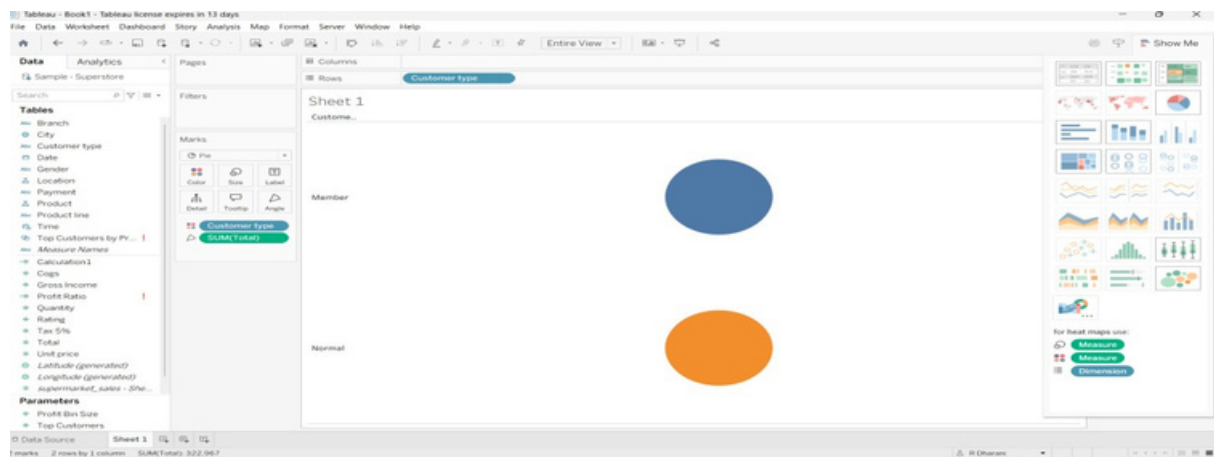 Tableau - Book1 - Tableau license expires in 13 days
File Data Worksheet Dashboard Story Analysis Map Format Server Window Help
Entire View
Show Me
Data Analytics
Pages
Columns
Sample - Superstore
Rows Customer type
Search
Filters
Sheet 1
Tables
Custome..
Branch
City
Customer type
Marks
Date
Pie
Gender
Color Size Label
Location
Payment
Detail Tooltip Angle
Member
Product
Product line
Time
Customer type
Top Customers by Pr... !
SUM(Total)
Measure Names
Calculation1
Cogs
Gross Income
Profit Ratio !
Quantity
Rating
Tax 5%
for heat maps use:
Total
Measure
Unit price
Normal
Measure
Latitude (generated)
Dimension
Longitude (generated)
supermarket_sales - She...
Parameters
Profit Bin Size
Top Customers
Data Source Sheet 1
marks 2 rows by 1 column SUM(Total): 322,967
R Dharani